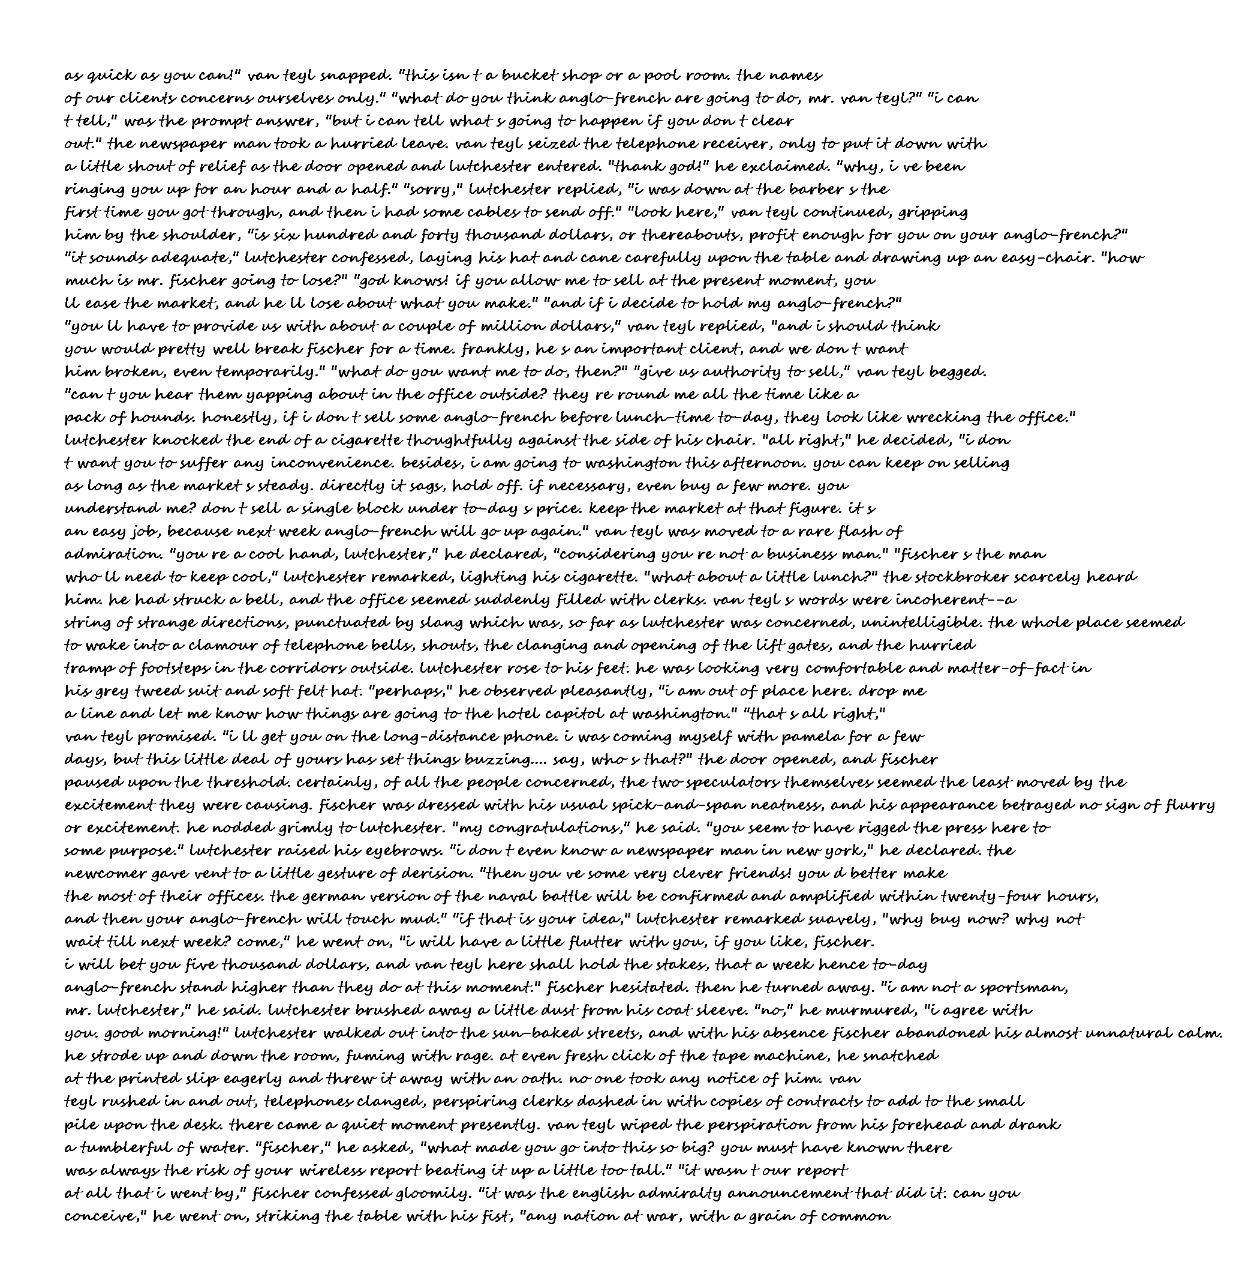 as quick as you can!" van teyl snapped. "this isn t a bucket shop or a pool room. the names
of our clients concerns ourselves only." "what do you think anglo-french are going to do, mr. van teyl?" "i can
t tell," was the prompt answer, "but i can tell what s going to happen if you don t clear
out." the newspaper man took a hurried leave. van teyl seized the telephone receiver, only to put it down with
a little shout of relief as the door opened and lutchester entered. "thank god!" he exclaimed. "why, i ve been
ringing you up for an hour and a half." "sorry," lutchester replied, "i was down at the barber s the
first time you got through, and then i had some cables to send off." "look here," van teyl continued, gripping
him by the shoulder, "is six hundred and forty thousand dollars, or thereabouts, profit enough for you on your anglo-french?"
"it sounds adequate," lutchester confessed, laying his hat and cane carefully upon the table and drawing up an easy-chair. "how
much is mr. fischer going to lose?" "god knows! if you allow me to sell at the present moment, you
ll ease the market, and he ll lose about what you make." "and if i decide to hold my anglo-french?"
"you ll have to provide us with about a couple of million dollars," van teyl replied, "and i should think
you would pretty well break fischer for a time. frankly, he s an important client, and we don t want
him broken, even temporarily." "what do you want me to do, then?" "give us authority to sell," van teyl begged.
"can t you hear them yapping about in the office outside? they re round me all the time like a
pack of hounds. honestly, if i don t sell some anglo-french before lunch-time to-day, they look like wrecking the office."
lutchester knocked the end of a cigarette thoughtfully against the side of his chair. "all right," he decided, "i don
t want you to suffer any inconvenience. besides, i am going to washington this afternoon. you can keep on selling
as long as the market s steady. directly it sags, hold off. if necessary, even buy a few more. you
understand me? don t sell a single block under to-day s price. keep the market at that figure. it s
an easy job, because next week anglo-french will go up again." van teyl was moved to a rare flash of
admiration. "you re a cool hand, lutchester," he declared, "considering you re not a business man." "fischer s the man
who ll need to keep cool," lutchester remarked, lighting his cigarette. "what about a little lunch?" the stockbroker scarcely heard
him. he had struck a bell, and the office seemed suddenly filled with clerks. van teyl s words were incoherent--a
string of strange directions, punctuated by slang which was, so far as lutchester was concerned, unintelligible. the whole place seemed
to wake into a clamour of telephone bells, shouts, the clanging and opening of the lift gates, and the hurried
tramp of footsteps in the corridors outside. lutchester rose to his feet. he was looking very comfortable and matter-of-fact in
his grey tweed suit and soft felt hat. "perhaps," he observed pleasantly, "i am out of place here. drop me
a line and let me know how things are going to the hotel capitol at washington." "that s all right,"
van teyl promised. "i ll get you on the long-distance phone. i was coming myself with pamela for a few
days, but this little deal of yours has set things buzzing.... say, who s that?" the door opened, and fischer
paused upon the threshold. certainly, of all the people concerned, the two speculators themselves seemed the least moved by the
excitement they were causing. fischer was dressed with his usual spick-and-span neatness, and his appearance betrayed no sign of flurry
or excitement. he nodded grimly to lutchester. "my congratulations," he said. "you seem to have rigged the press here to
some purpose." lutchester raised his eyebrows. "i don t even know a newspaper man in new york," he declared. the
newcomer gave vent to a little gesture of derision. "then you ve some very clever friends! you d better make
the most of their offices. the german version of the naval battle will be confirmed and amplified within twenty-four hours,
and then your anglo-french will touch mud." "if that is your idea," lutchester remarked suavely, "why buy now? why not
wait till next week? come," he went on, "i will have a little flutter with you, if you like, fischer.
i will bet you five thousand dollars, and van teyl here shall hold the stakes, that a week hence to-day
anglo-french stand higher than they do at this moment." fischer hesitated. then he turned away. "i am not a sportsman,
mr. lutchester," he said. lutchester brushed away a little dust from his coat sleeve. "no," he murmured, "i agree with
you. good morning!" lutchester walked out into the sun-baked streets, and with his absence fischer abandoned his almost unnatural calm.
he strode up and down the room, fuming with rage. at even fresh click of the tape machine, he snatched
at the printed slip eagerly and threw it away with an oath. no one took any notice of him. van
teyl rushed in and out, telephones clanged, perspiring clerks dashed in with copies of contracts to add to the small
pile upon the desk. there came a quiet moment presently. van teyl wiped the perspiration from his forehead and drank
a tumblerful of water. "fischer," he asked, "what made you go into this so big? you must have known there
was always the risk of your wireless report beating it up a little too tall." "it wasn t our report
at all that i went by," fischer confessed gloomily. "it was the english admiralty announcement that did it. can you
conceive," he went on, striking the table with his fist, "any nation at war, with a grain of common